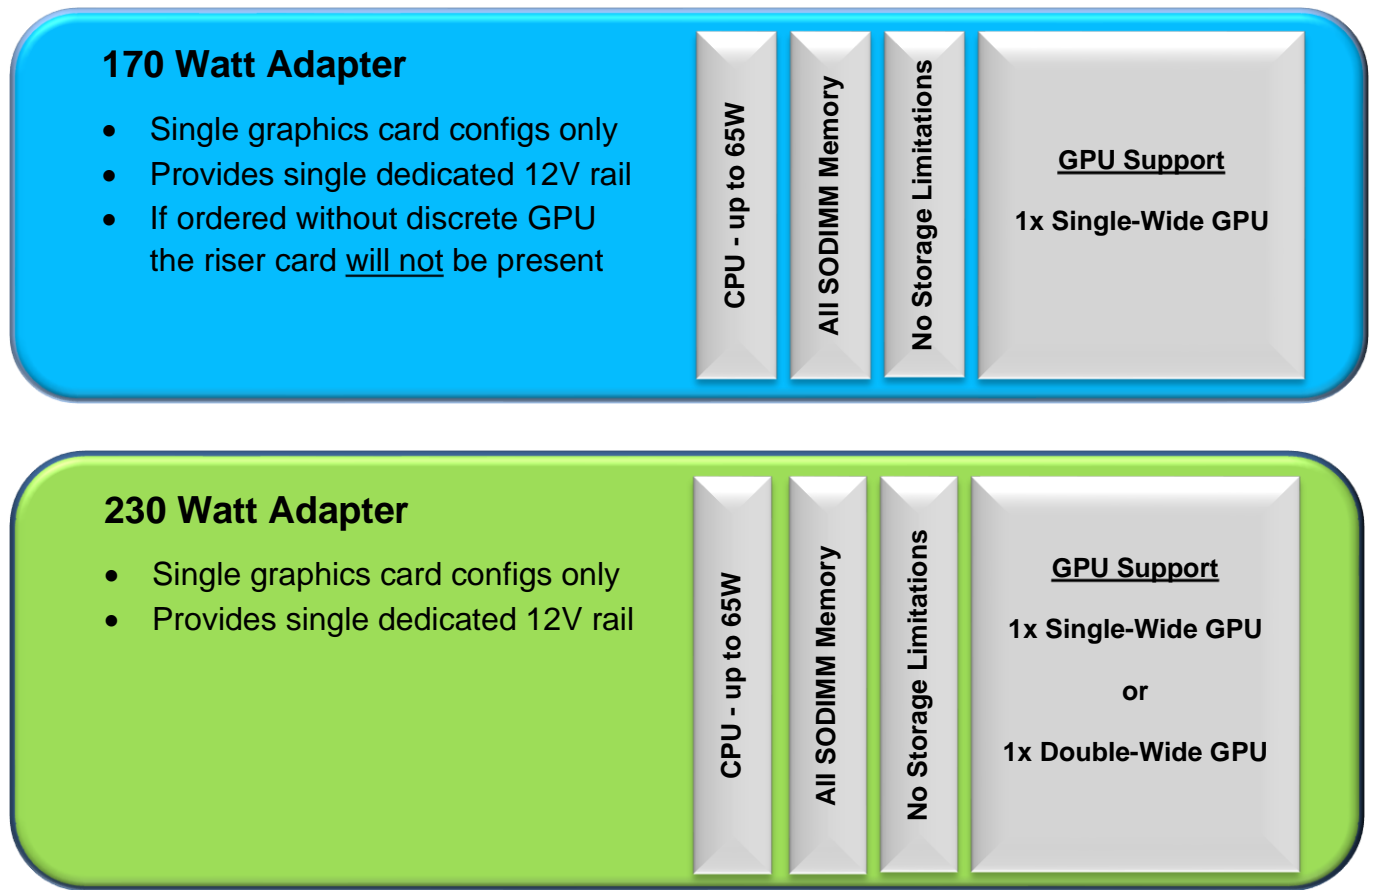 170 Watt Adapter
• Single graphics card configs only
• Provides single dedicated 12V rail
• If ordered without discrete GPU
the riser card will not be present
CPU - up to 65W
All SODIMM Memory
No Storage Limitations
GPU Support
1x Single-Wide GPU
230 Watt Adapter
• Single graphics card configs only
• Provides single dedicated 12V rail
CPU - up to 65W
All SODIMM Memory
No Storage Limitations
GPU Support
1x Single-Wide GPU
or
1x Double-Wide GPU